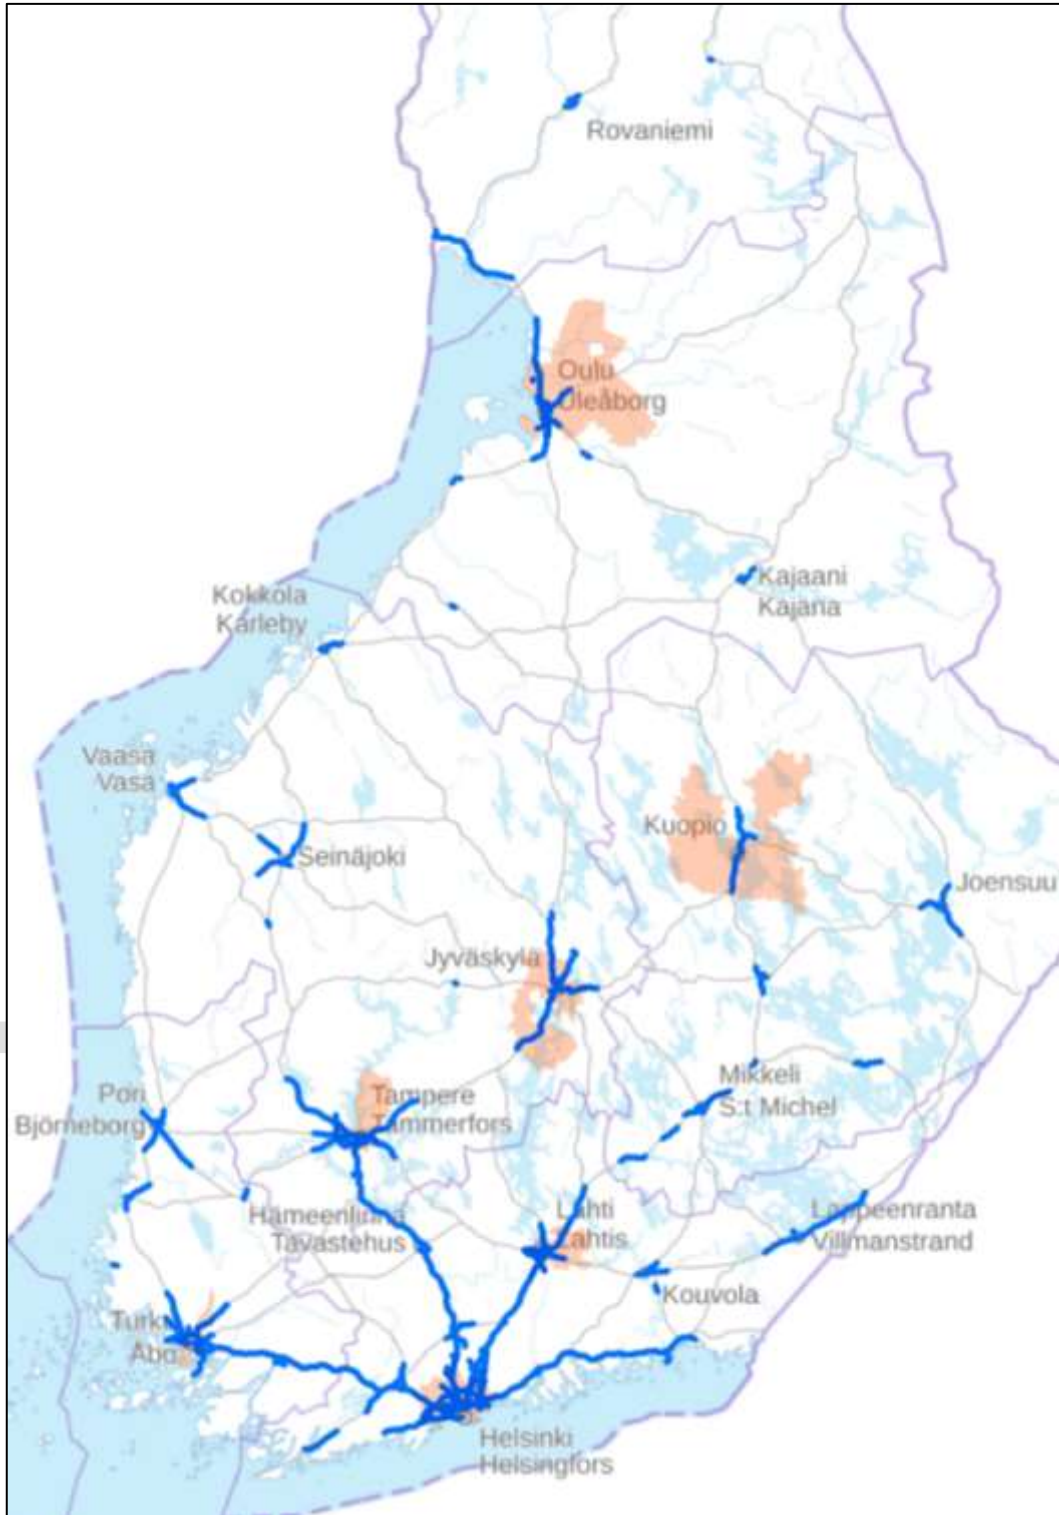 Rovaniemi
Oulu
Uleåborg
Kajaani
Kajana
Kokkola
Karleby
Vaasa
Vasa
Kuopio
Seinäjoki
Joensuu
Jyväskylä
Mikkeli
S:t Michel
Pori
Björneborg
Tampere
Tammerfors
Lahti
Lahtis
Hämeenlinna
Tavastehus
Lappeenranta
Villmanstrand
Kouvola
Turku
Åbo
Helsinki
Helsingfors